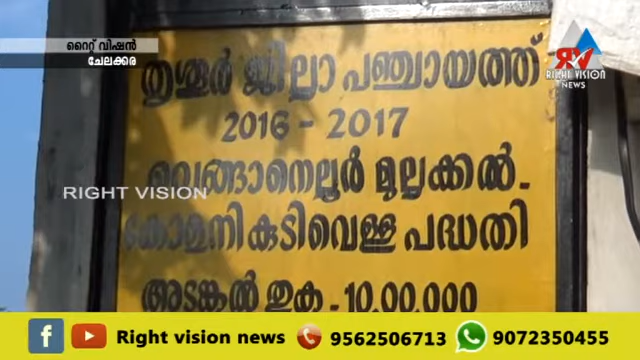 റൈറ്റ് വിഷൻ
ചേലക്കര
RIGHT VISION
NEWS
തൃശൂർ ജില്ലാ പഞ്ചായത്ത്
2016 - 2017
വെങ്ങാനെല്ലൂർ മുല്ലക്കൽ -
RIGHT VISION
കോളനി കുടിവെള്ള പദ്ധതി
അടങ്കൽ തുക - 10,00,000
Right vision news 9562506713 9072350455